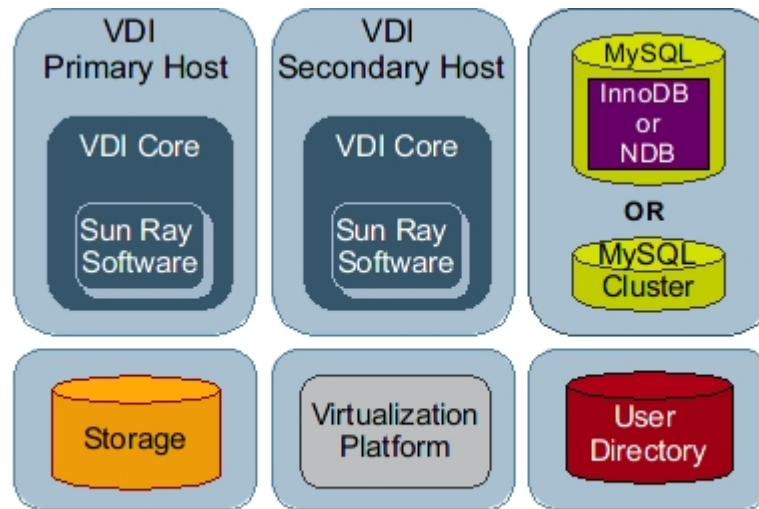 VDI
Primary Host
VDI Core
Sun Ray
Software
VDI
Secondary Host
VDI Core
Sun Ray
Software
MySQL
InnoDB
or
NDB
OR
MySQL
Cluster
Storage
Virtualization
Platform
User
Directory